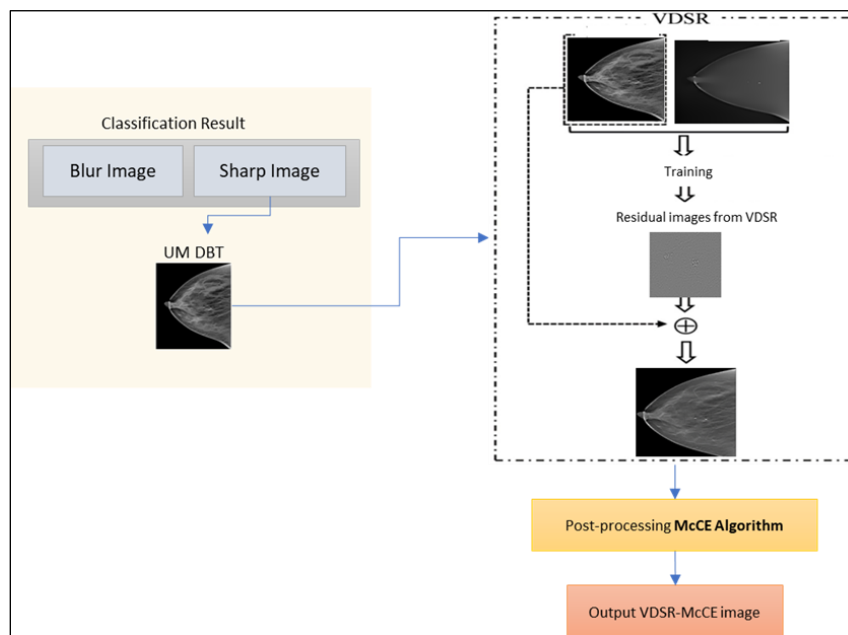 VDSR
Classification Result
Blur Image
Sharp Image
UM DBT
Training
Residual images from VDSR
Post-processing McCE Algorithm
Output VDSR-McCE image